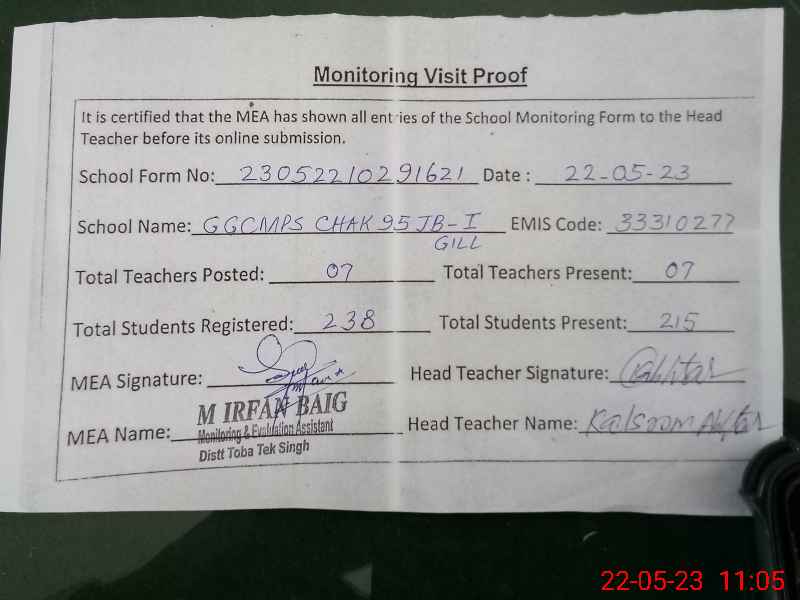 Monitoring Visit Proof
It is certified that the MEA has shown all entries of the School Monitoring Form to the Head
Teacher before its online submission.
School Form No: 23052210291621 Date : 22-05-23
School Name: GGCMPS CHAK 95 JB-I EMIS Code: 33310277
GILL
Total Teachers Posted: 07 Total Teachers Present: 07
Total Students Registered: 238 Total Students Present: 215
MEA Signature: Head Teacher Signature:
M IRFAN BAIG
MEA Name: Monitoring & Evaluation Assistant Head Teacher Name: Kalsoom Akhtar
Distt Toba Tek Singh
22-05-23 11:05